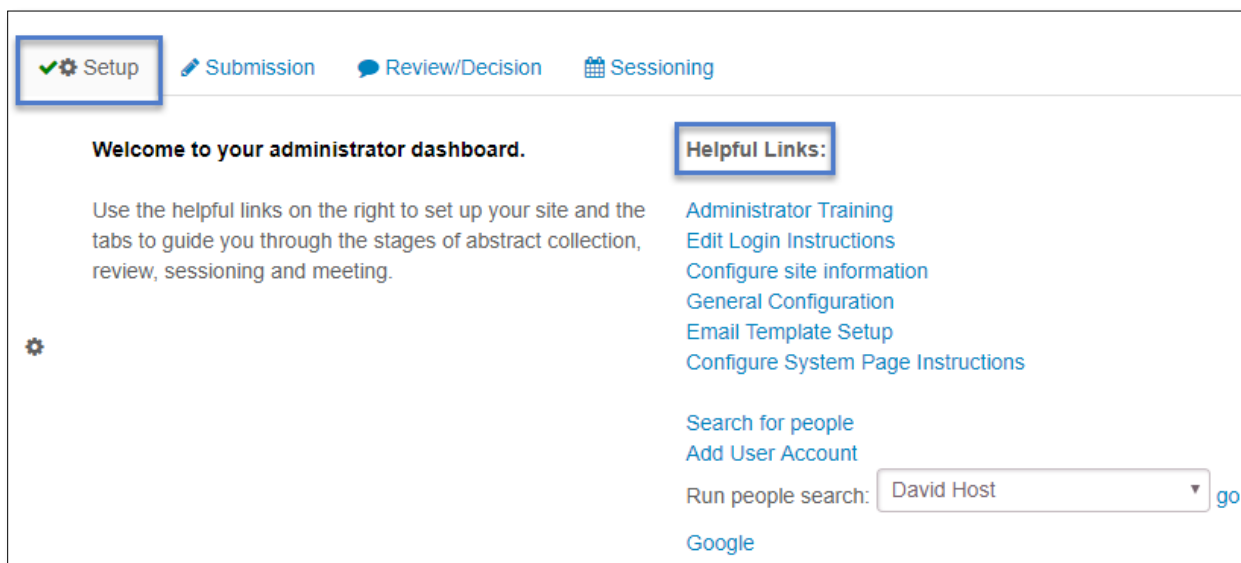 Setup Submission Review/Decision Sessioning
Welcome to your administrator dashboard.
Use the helpful links on the right to set up your site and the
tabs to guide you through the stages of abstract collection,
review, sessioning and meeting.
Helpful Links:
Administrator Training
Edit Login Instructions
Configure site information
General Configuration
Email Template Setup
Configure System Page Instructions
Search for people
Add User Account
Run people search: David Host go
Google